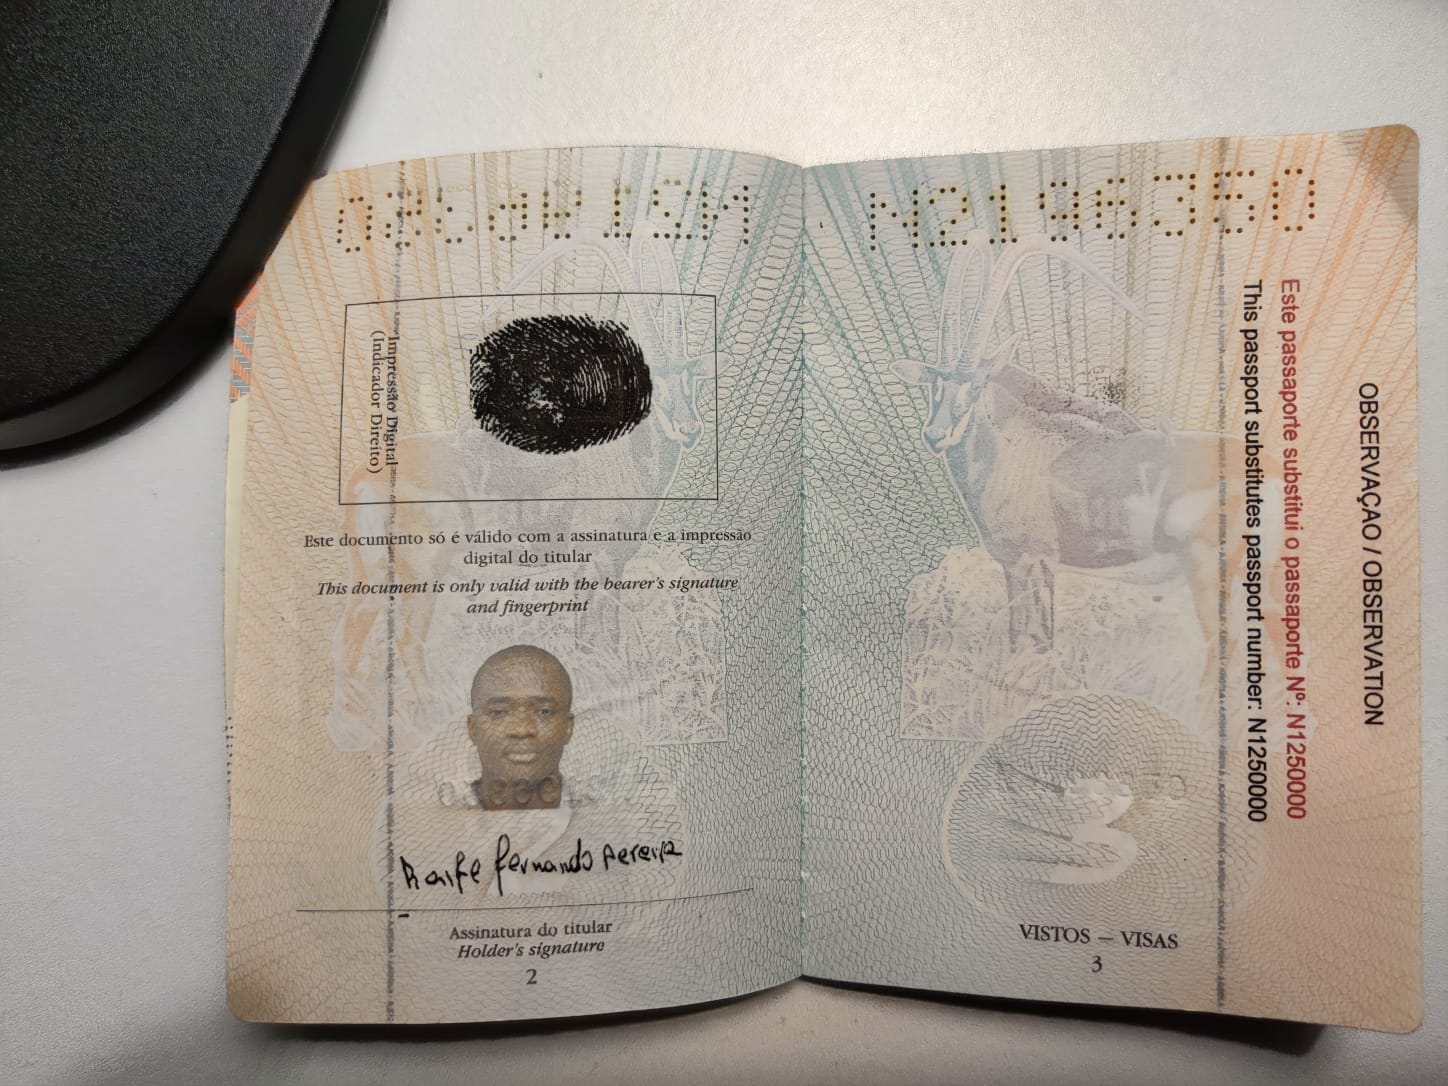 N2196350
Impressão Digital
(Indicador Direito)
Este documento só é válido com a assinatura e a impressão
digital do titular
This document is only valid with the bearer's signature
and fingerprint
Fernando Pereira
Assinatura do titular
Holder's signature
2
OBSERVAÇAO / OBSERVATION
Este passaporte substitui o passaporte Nº. N1250000
This passport substitutes passport number: N1250000
VISTOS – VISAS
3